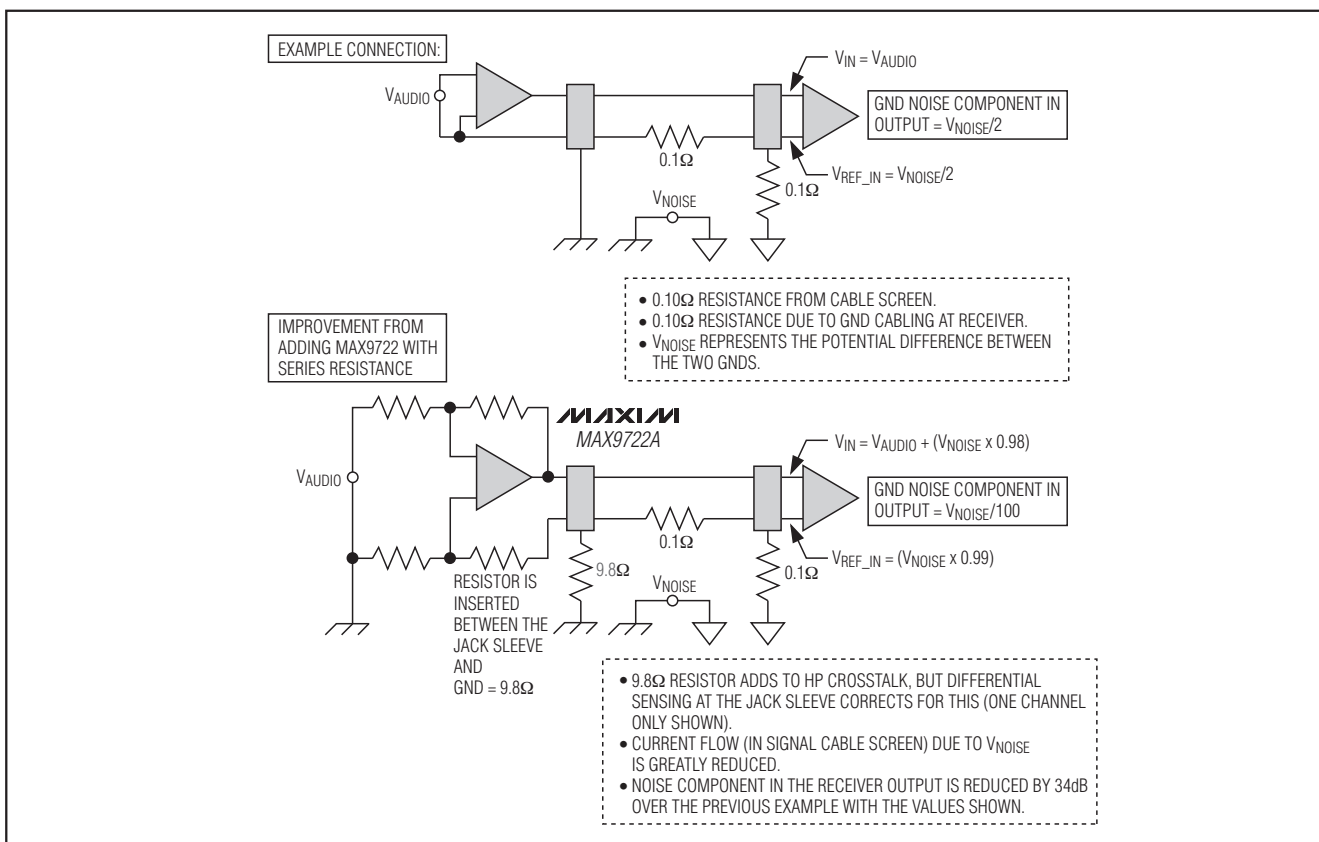 EXAMPLE CONNECTION:
VAUDIO
VIN = VAUDIO
GND NOISE COMPONENT IN
OUTPUT = VNOISE/2
0.1Ω
VREF_IN = VNOISE/2
0.1Ω
VNOISE
• 0.10Ω RESISTANCE FROM CABLE SCREEN.
• 0.10Ω RESISTANCE DUE TO GND CABLING AT RECEIVER.
• VNOISE REPRESENTS THE POTENTIAL DIFFERENCE BETWEEN
THE TWO GNDS.
IMPROVEMENT FROM
ADDING MAX9722 WITH
SERIES RESISTANCE
MAXIM
MAX9722A
VAUDIO
VIN = VAUDIO + (VNOISE x 0.98)
GND NOISE COMPONENT IN
OUTPUT = VNOISE/100
0.1Ω
VREF_IN = (VNOISE x 0.99)
9.8Ω
0.1Ω
VNOISE
RESISTOR IS
INSERTED
BETWEEN THE
JACK SLEEVE
AND
GND = 9.8Ω
• 9.8Ω RESISTOR ADDS TO HP CROSSTALK, BUT DIFFERENTIAL
SENSING AT THE JACK SLEEVE CORRECTS FOR THIS (ONE CHANNEL
ONLY SHOWN).
• CURRENT FLOW (IN SIGNAL CABLE SCREEN) DUE TO VNOISE
IS GREATLY REDUCED.
• NOISE COMPONENT IN THE RECEIVER OUTPUT IS REDUCED BY 34dB
OVER THE PREVIOUS EXAMPLE WITH THE VALUES SHOWN.